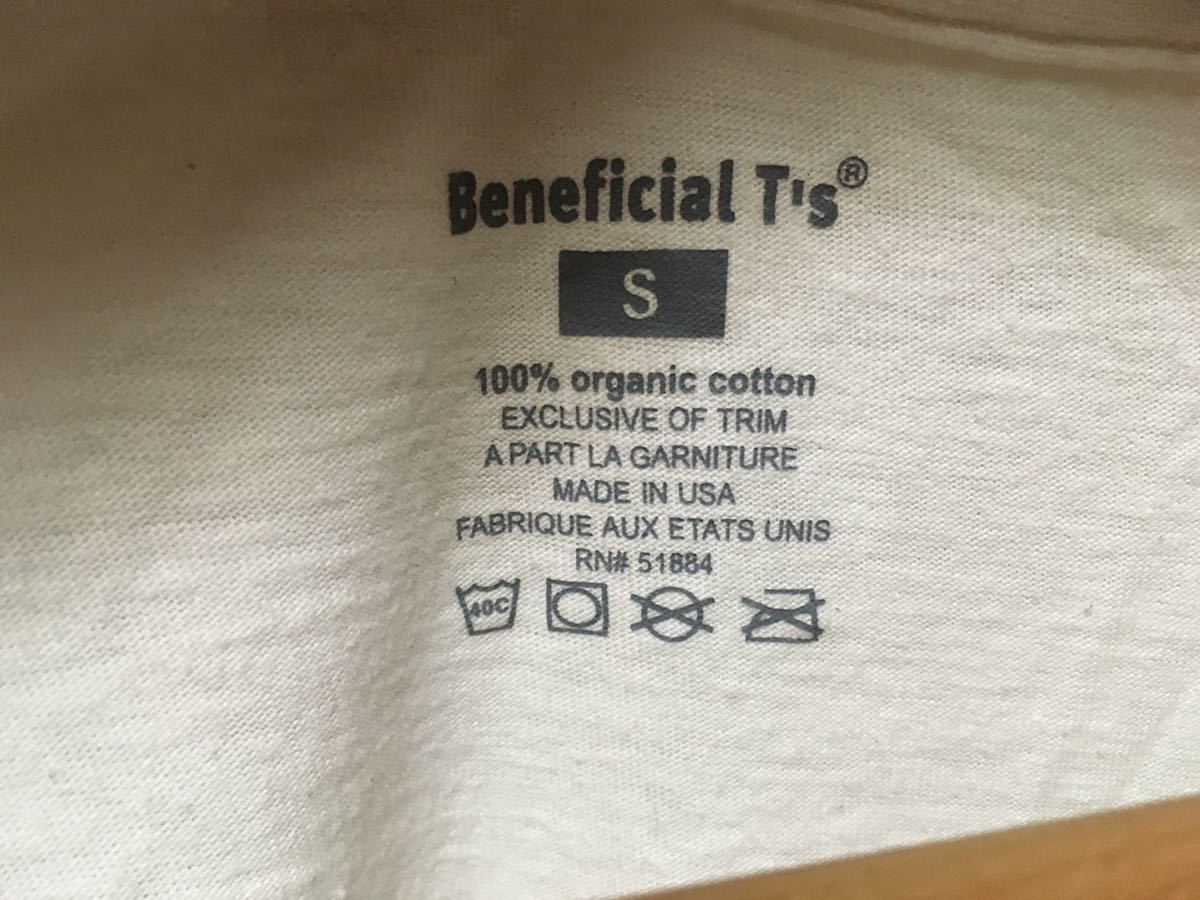 Beneficial T's®
S
100% organic cotton
EXCLUSIVE OF TRIM
A PART LA GARNITURE
MADE IN USA
FABRIQUE AUX ETATS UNIS
RN# 51884
40C